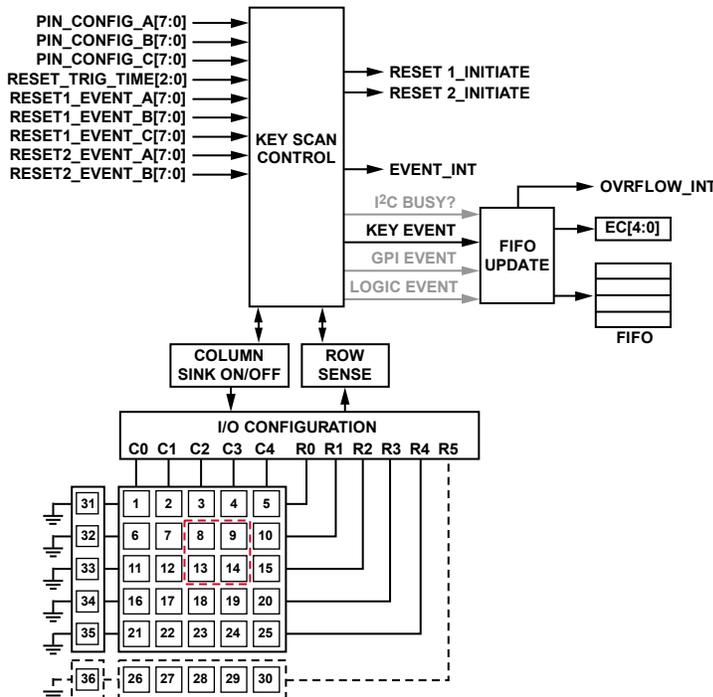 PIN_CONFIG_A[7:0]
PIN_CONFIG_B[7:0]
PIN_CONFIG_C[7:0]
RESET_TRIG_TIME[2:0]
RESET1_EVENT_A[7:0]
RESET1_EVENT_B[7:0]
RESET1_EVENT_C[7:0]
RESET2_EVENT_A[7:0]
RESET2_EVENT_B[7:0]
KEY SCAN
CONTROL
RESET 1_INITIATE
RESET 2_INITIATE
EVENT_INT
I2C BUSY?
KEY EVENT
GPI EVENT
LOGIC EVENT
FIFO
UPDATE
OVRFLOW_INT
EC[4:0]
FIFO
COLUMN
SINK ON/OFF
ROW
SENSE
I/O CONFIGURATION
C0 C1 C2 C3 C4 R0 R1 R2 R3 R4 R5
31 1 2 3 4 5
32 6 7 8 9 10
33 11 12 13 14 15
34 16 17 18 19 20
35 21 22 23 24 25
36 26 27 28 29 30